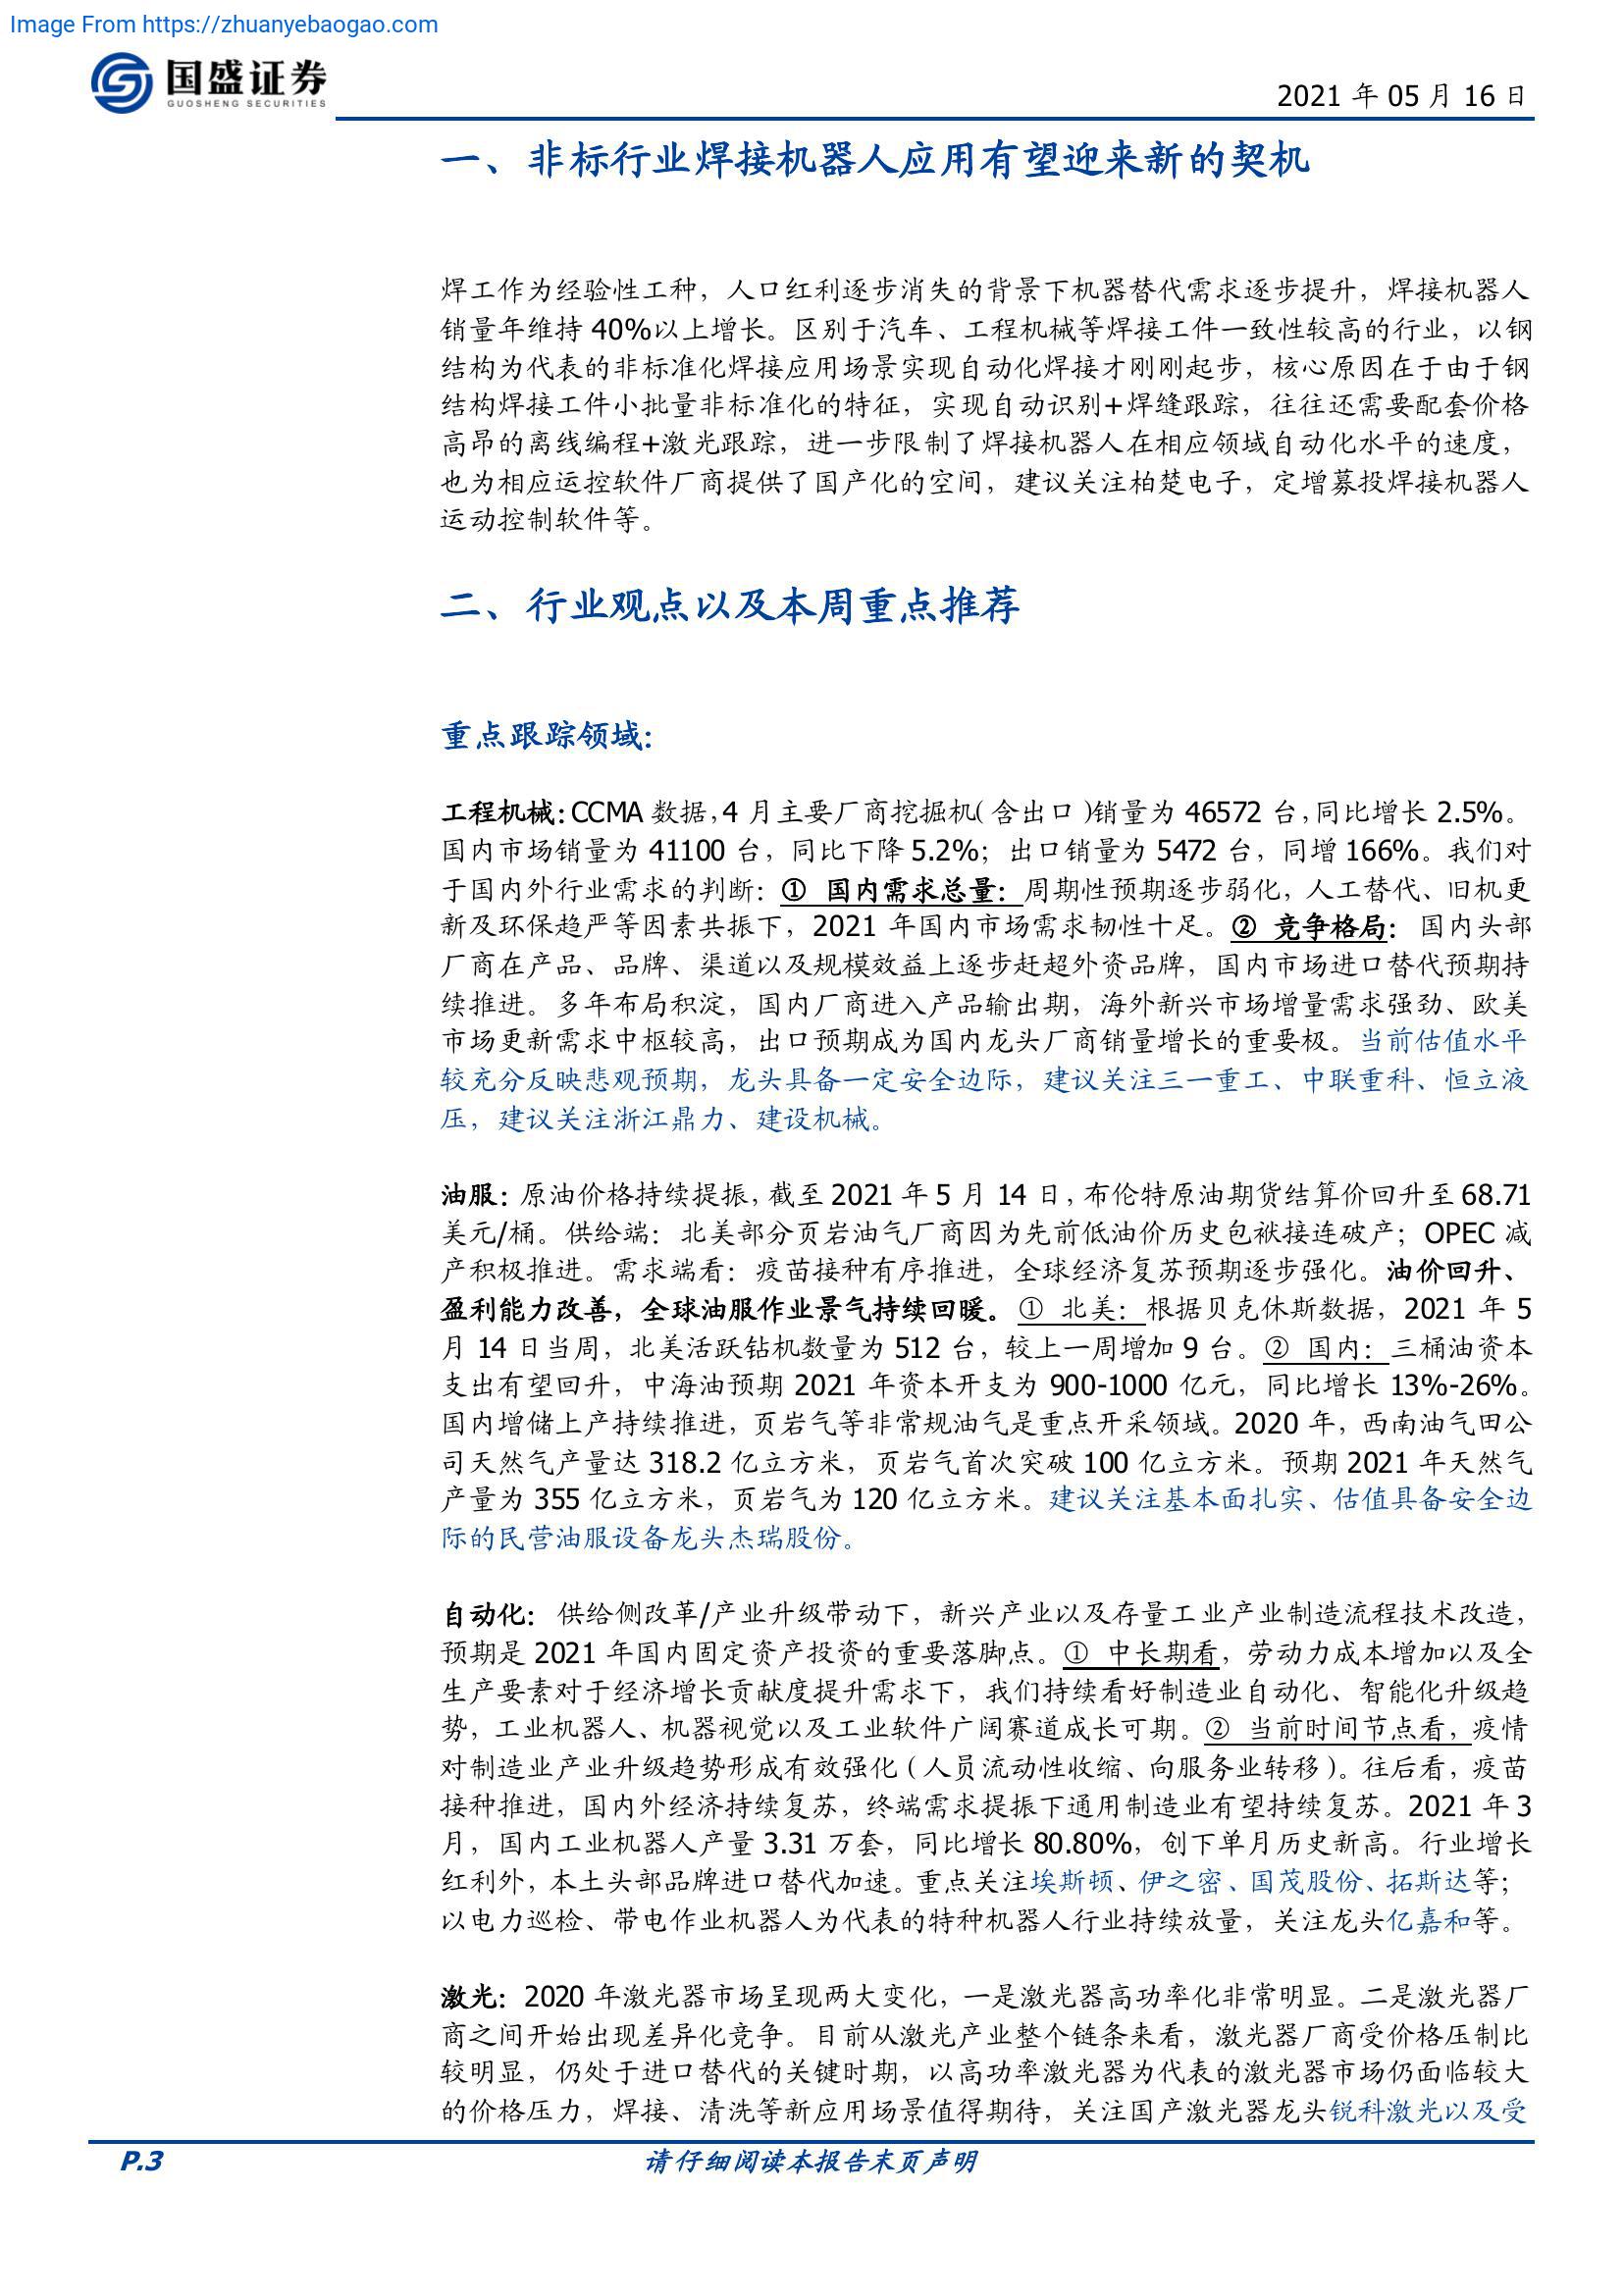 Image From https://zhuanyebaogao.com
国盛证券
GUOSHENG SECURITIES
2021 年 05 月 16 日
一、非标行业焊接机器人应用有望迎来新的契机
焊工作为经验性工种，人口红利逐步消失的背景下机器替代需求逐步提升，焊接机器人
销量年维持 40%以上增长。区别于汽车、工程机械等焊接工件一致性较高的行业，以钢
结构为代表的非标准化焊接应用场景实现自动化焊接才刚刚起步，核心原因在于由于钢
结构焊接工件小批量非标准化的特征，实现自动识别+焊缝跟踪，往往还需要配套价格
高昂的离线编程+激光跟踪，进一步限制了焊接机器人在相应领域自动化水平的速度，
也为相应运控软件厂商提供了国产化的空间，建议关注柏楚电子，定增募投焊接机器人
运动控制软件等。
二、行业观点以及本周重点推荐
重点跟踪领域：
工程机械：CCMA 数据，4 月主要厂商挖掘机（含出口）销量为 46572 台，同比增长 2.5%。
国内市场销量为 41100 台，同比下降 5.2%；出口销量为 5472 台，同增 166%。我们对
于国内外行业需求的判断：① 国内需求总量：周期性预期逐步弱化，人工替代、旧机更
新及环保趋严等因素共振下，2021 年国内市场需求韧性十足。② 竞争格局：国内头部
厂商在产品、品牌、渠道以及规模效益上逐步赶超外资品牌，国内市场进口替代预期持
续推进。多年布局积淀，国内厂商进入产品输出期，海外新兴市场增量需求强劲、欧美
市场更新需求中枢较高，出口预期成为国内龙头厂商销量增长的重要极。当前估值水平
较充分反映悲观预期，龙头具备一定安全边际，建议关注三一重工、中联重科、恒立液
压，建议关注浙江鼎力、建设机械。
油服：原油价格持续提振，截至 2021 年 5 月 14 日，布伦特原油期货结算价回升至 68.71
美元/桶。供给端：北美部分页岩油气厂商因为先前低油价历史包袱接连破产；OPEC 减
产积极推进。需求端看：疫苗接种有序推进，全球经济复苏预期逐步强化。油价回升、
盈利能力改善，全球油服作业景气持续回暖。① 北美：根据贝克休斯数据，2021 年 5
月 14 日当周，北美活跃钻机数量为 512 台，较上一周增加 9 台。② 国内：三桶油资本
支出有望回升，中海油预期 2021 年资本开支为 900-1000 亿元，同比增长 13%-26%。
国内增储上产持续推进，页岩气等非常规油气是重点开采领域。2020 年，西南油气田公
司天然气产量达 318.2 亿立方米，页岩气首次突破 100 亿立方米。预期 2021 年天然气
产量为 355 亿立方米，页岩气为 120 亿立方米。建议关注基本面扎实、估值具备安全边
际的民营油服设备龙头杰瑞股份。
自动化：供给侧改革/产业升级带动下，新兴产业以及存量工业产业制造流程技术改造，
预期是 2021 年国内固定资产投资的重要落脚点。① 中长期看，劳动力成本增加以及全
生产要素对于经济增长贡献度提升需求下，我们持续看好制造业自动化、智能化升级趋
势，工业机器人、机器视觉以及工业软件广阔赛道成长可期。② 当前时间节点看，疫情
对制造业产业升级趋势形成有效强化（人员流动性收缩、向服务业转移）。往后看，疫苗
接种推进，国内外经济持续复苏，终端需求提振下通用制造业有望持续复苏。2021 年 3
月，国内工业机器人产量 3.31 万套，同比增长 80.80%，创下单月历史新高。行业增长
红利外，本土头部品牌进口替代加速。重点关注埃斯顿、伊之密、国茂股份、拓斯达等；
以电力巡检、带电作业机器人为代表的特种机器人行业持续放量，关注龙头亿嘉和等。
激光：2020 年激光器市场呈现两大变化，一是激光器高功率化非常明显。二是激光器厂
商之间开始出现差异化竞争。目前从激光产业整个链条来看，激光器厂商受价格压制比
较明显，仍处于进口替代的关键时期，以高功率激光器为代表的激光器市场仍面临较大
的价格压力，焊接、清洗等新应用场景值得期待，关注国产激光器龙头锐科激光以及受
P.3
请仔细阅读本报告末页声明